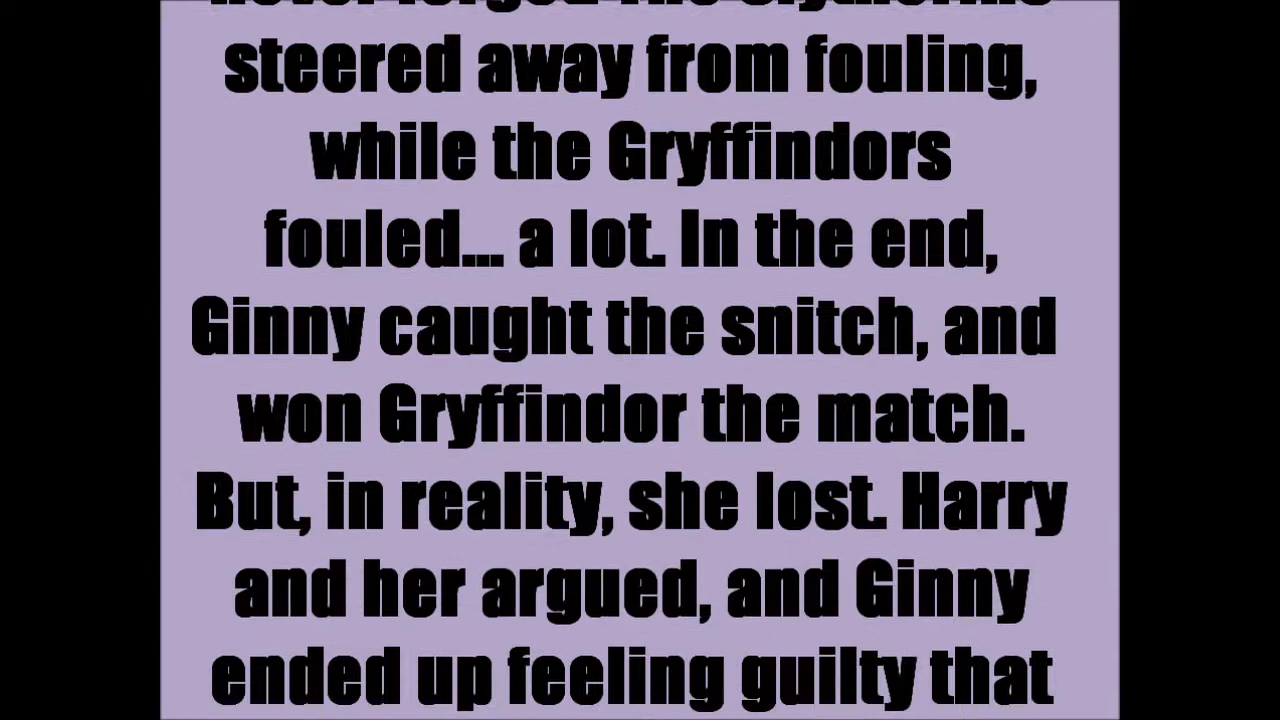 steered away from fouling,
while the Gryffindors
fouled... a lot. In the end,
Ginny caught the snitch, and
won Gryffindor the match.
But, in reality, she lost. Harry
and her argued, and Ginny
ended up feeling guilty that